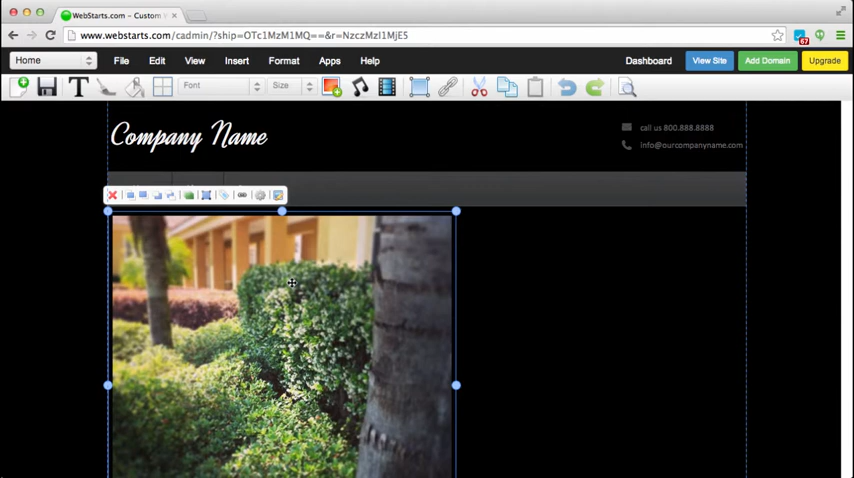 WebStarts.com – Custom
www.webstarts.com/cadmin/?ship=OTc1MzM1MQ==&r=NzczMzI1MjE5
67
Home File Edit View Insert Format Apps Help Dashboard View Site Add Domain Upgrade
T Font Size
Company Name
call us 800.888.8888
info@ourcompanyname.com